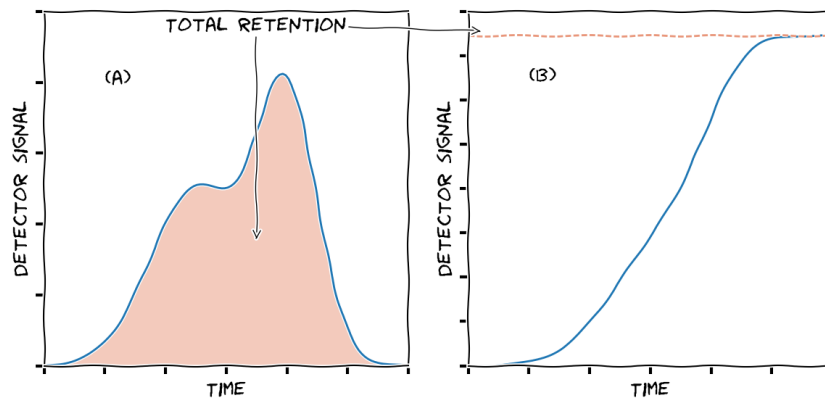 TOTAL RETENTION
(A)
(B)
DETECTOR SIGNAL
DETECTOR SIGNAL
TIME
TIME